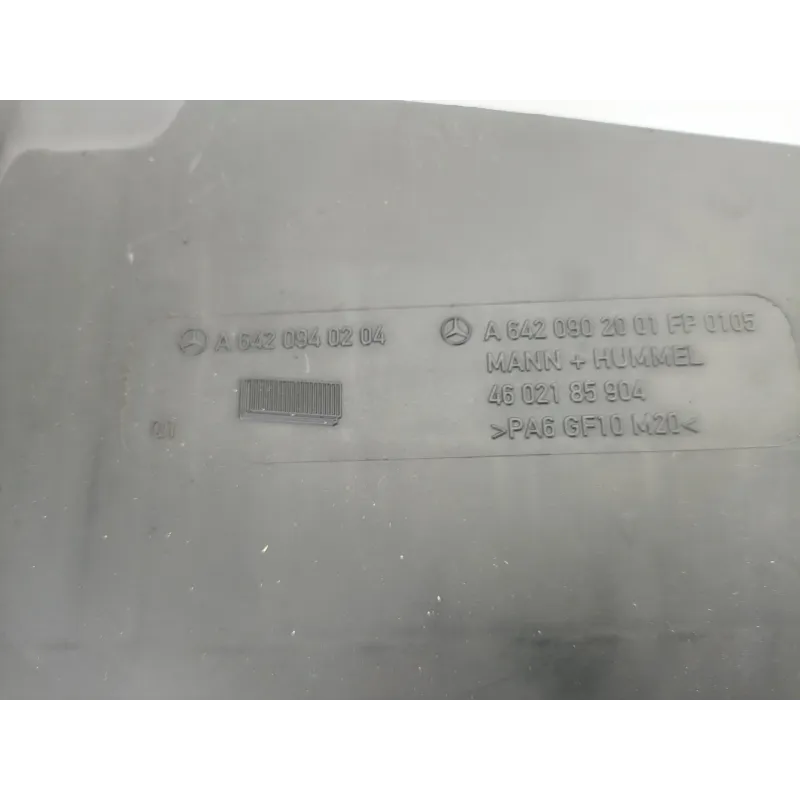 A 642 094 02 04
A 642 090 20 01 FP 0105
MANN + HUMMEL
46 021 85 904
>PA6 GF10 M20<